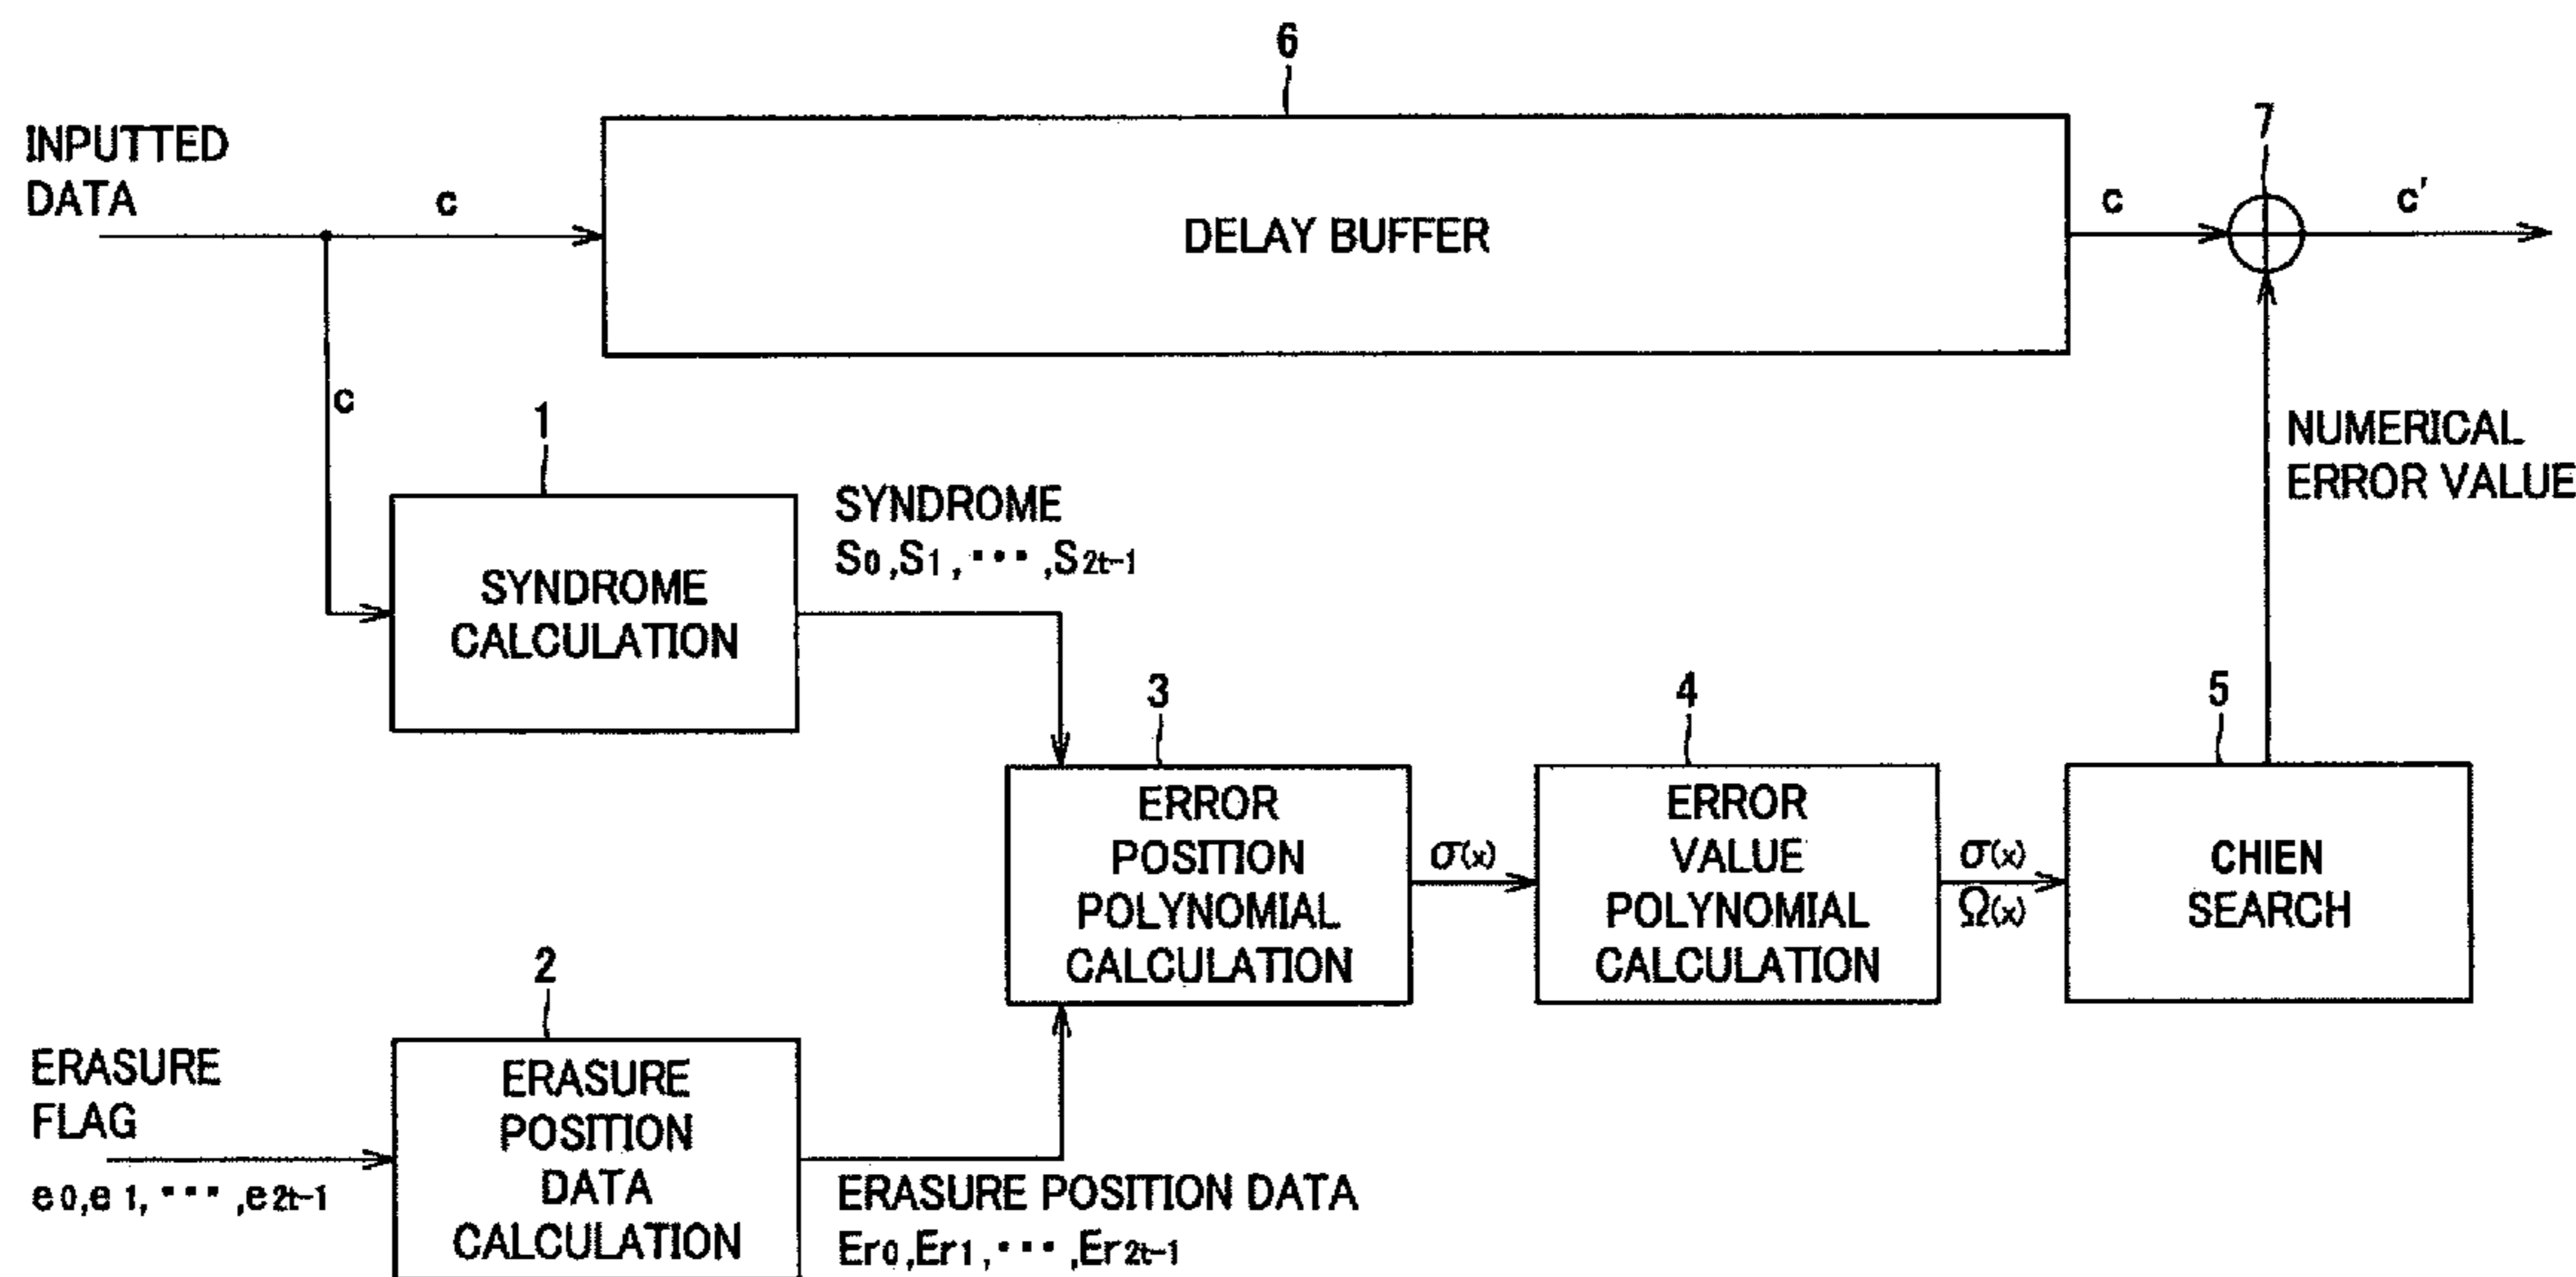 6
INPUTTED
DATA
c
DELAY BUFFER
c
7
c'
c
NUMERICAL
ERROR VALUE
1
SYNDROME
CALCULATION
SYNDROME
S0,S1,･･･,S2t-1
3
ERROR
POSITION
POLYNOMIAL
CALCULATION
σ(x)
4
ERROR
VALUE
POLYNOMIAL
CALCULATION
σ(x)
Ω(x)
5
CHIEN
SEARCH
ERASURE
FLAG
e0,e1,･･･,e2t-1
2
ERASURE
POSITION
DATA
CALCULATION
ERASURE POSITION DATA
Er0,Er1,･･･,Er2t-1